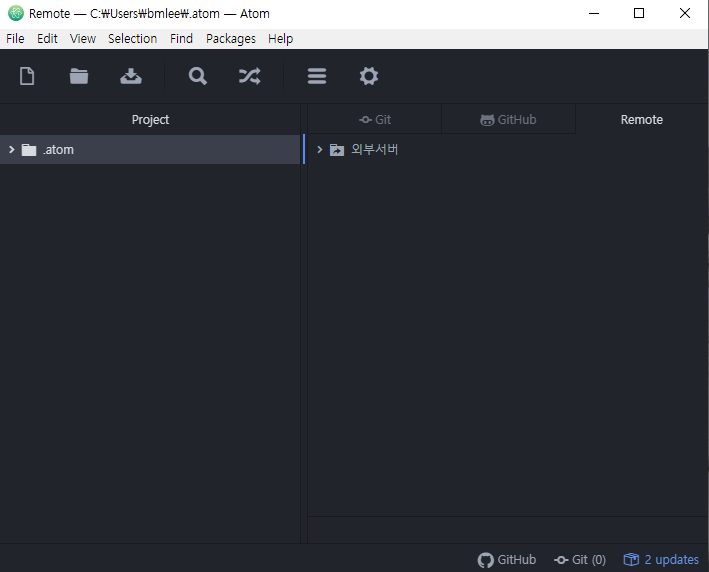 Remote — C:₩Users₩bmlee₩.atom — Atom
File Edit View Selection Find Packages Help
Project Git GitHub Remote
.atom 외부서버
GitHub Git (0) 2 updates